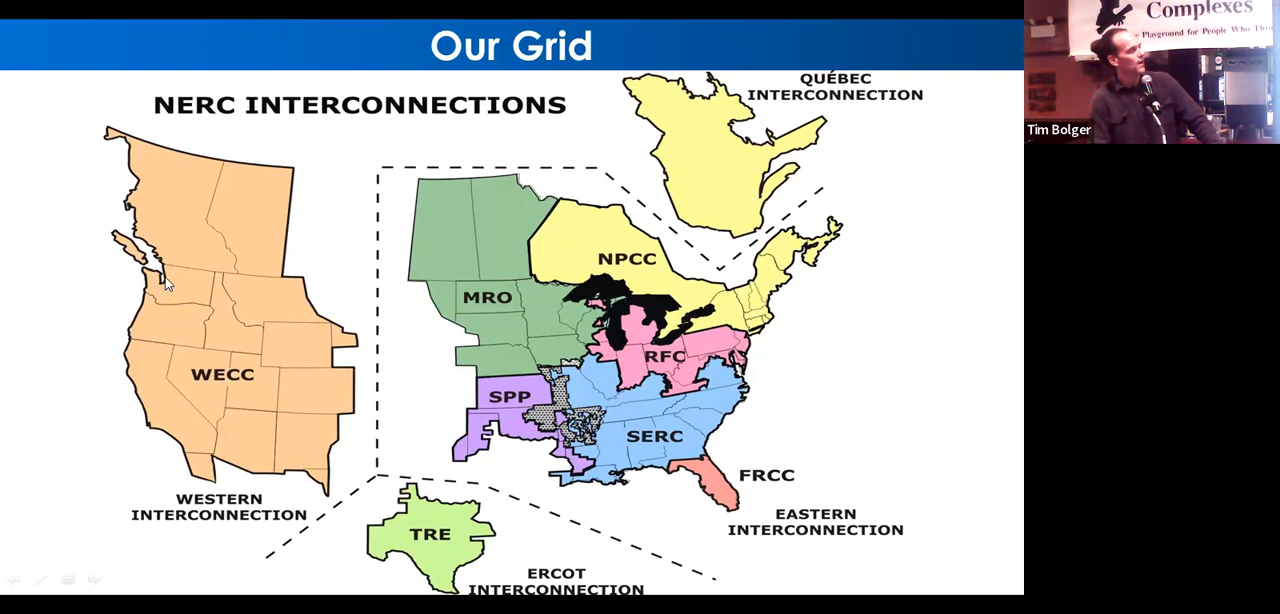 Our Grid
NERC INTERCONNECTIONS
QUÉBEC
INTERCONNECTION
NPCC
MRO
RFC
WECC
SPP
SERC
FRCC
WESTERN
INTERCONNECTION
EASTERN
INTERCONNECTION
TRE
ERCOT
INTERCONNECTION
Complexes
Playground for People Who
Tim Bolger